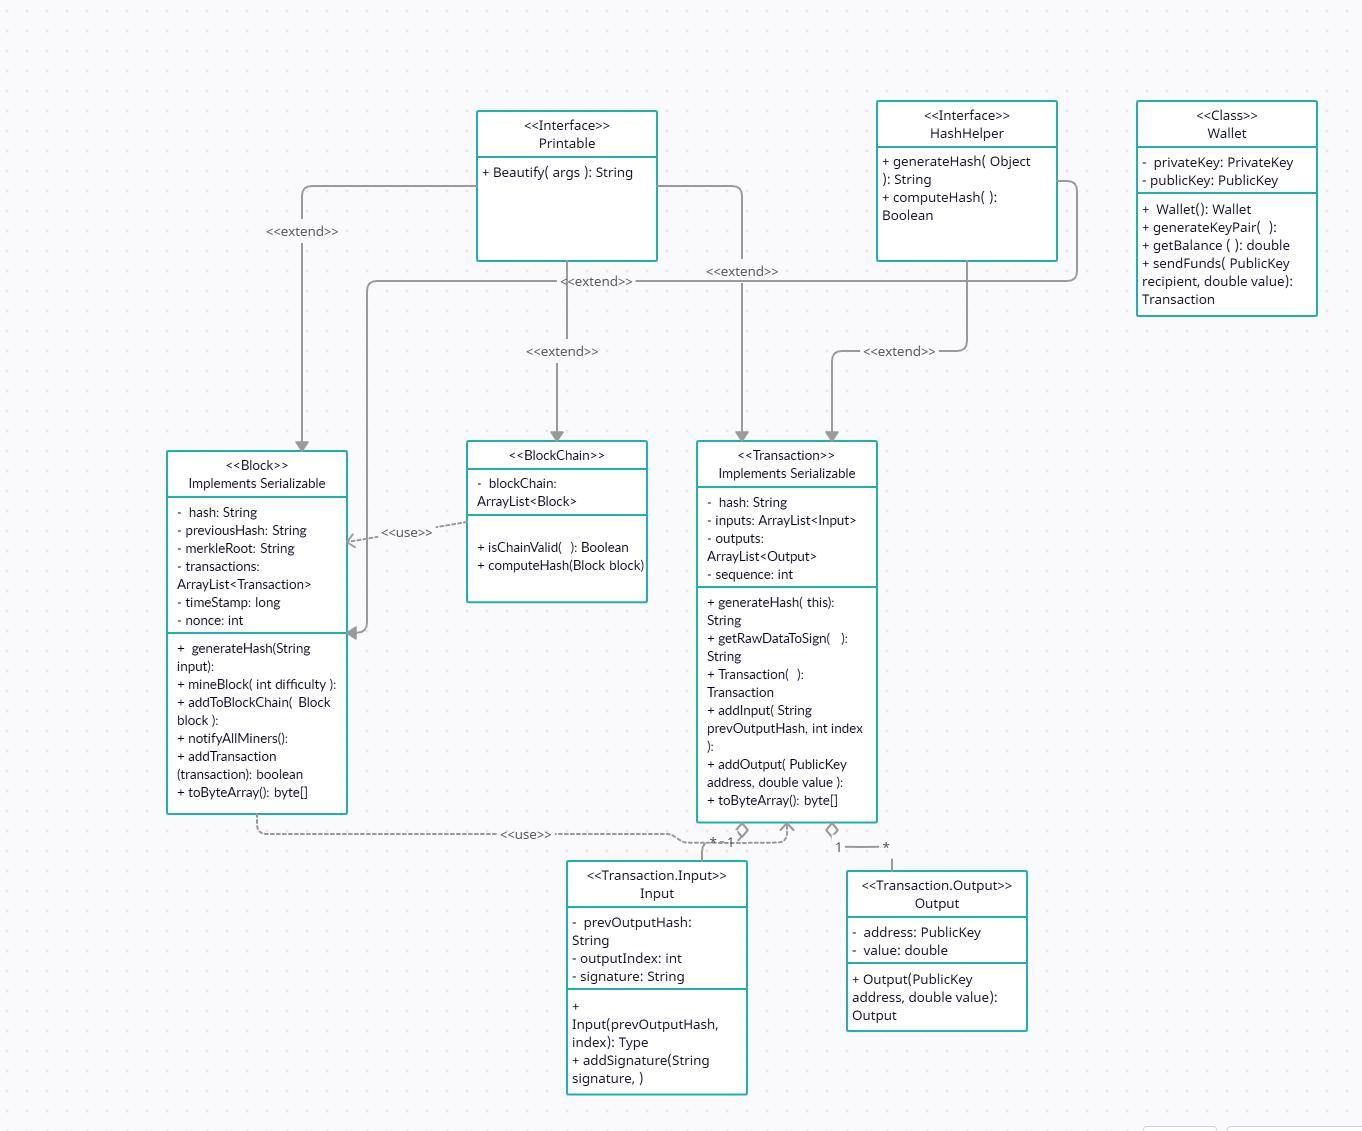 <<Interface>>
Printable
+ Beautify( args ): String
<<Interface>>
HashHelper
+ generateHash( Object
): String
+ computeHash( ):
Boolean
<<Class>>
Wallet
-  privateKey: PrivateKey
- publicKey: PublicKey
+  Wallet(): Wallet
+ generateKeyPair(  ):
+ getBalance ( ): double
+ sendFunds( PublicKey
recipient, double value):
Transaction
<<extend>>
<<extend>>
<<extend>>
<<extend>>
<<extend>>
<<Block>>
Implements Serializable
-  hash: String
- previousHash: String
- merkleRoot: String
- transactions:
ArrayList<Transaction>
- timeStamp: long
- nonce: int
+  generateHash(String
input):
+ mineBlock( int difficulty ):
+ addToBlockChain(  Block
block ):
+ notifyAllMiners():
+ addTransaction
(transaction): boolean
+ toByteArray(): byte[]
<<use>>
<<BlockChain>>
-  blockChain:
ArrayList<Block>
+ isChainValid(  ): Boolean
+ computeHash(Block block)
<<Transaction>>
Implements Serializable
-  hash: String
- inputs: ArrayList<Input>
- outputs:
ArrayList<Output>
- sequence: int
+ generateHash( this):
String
+ getRawDataToSign(   ):
String
+ Transaction(  ):
Transaction
+ addInput( String
prevOutputHash, int index
):
+ addOutput( PublicKey
address, double value ):
+ toByteArray(): byte[]
<<use>>
* 1
1 *
<<Transaction.Input>>
Input
-  prevOutputHash:
String
- outputIndex: int
- signature: String
+
Input(prevOutputHash,
index): Type
+ addSignature(String
signature, )
<<Transaction.Output>>
Output
-  address: PublicKey
-  value: double
+ Output(PublicKey
address, double value):
Output